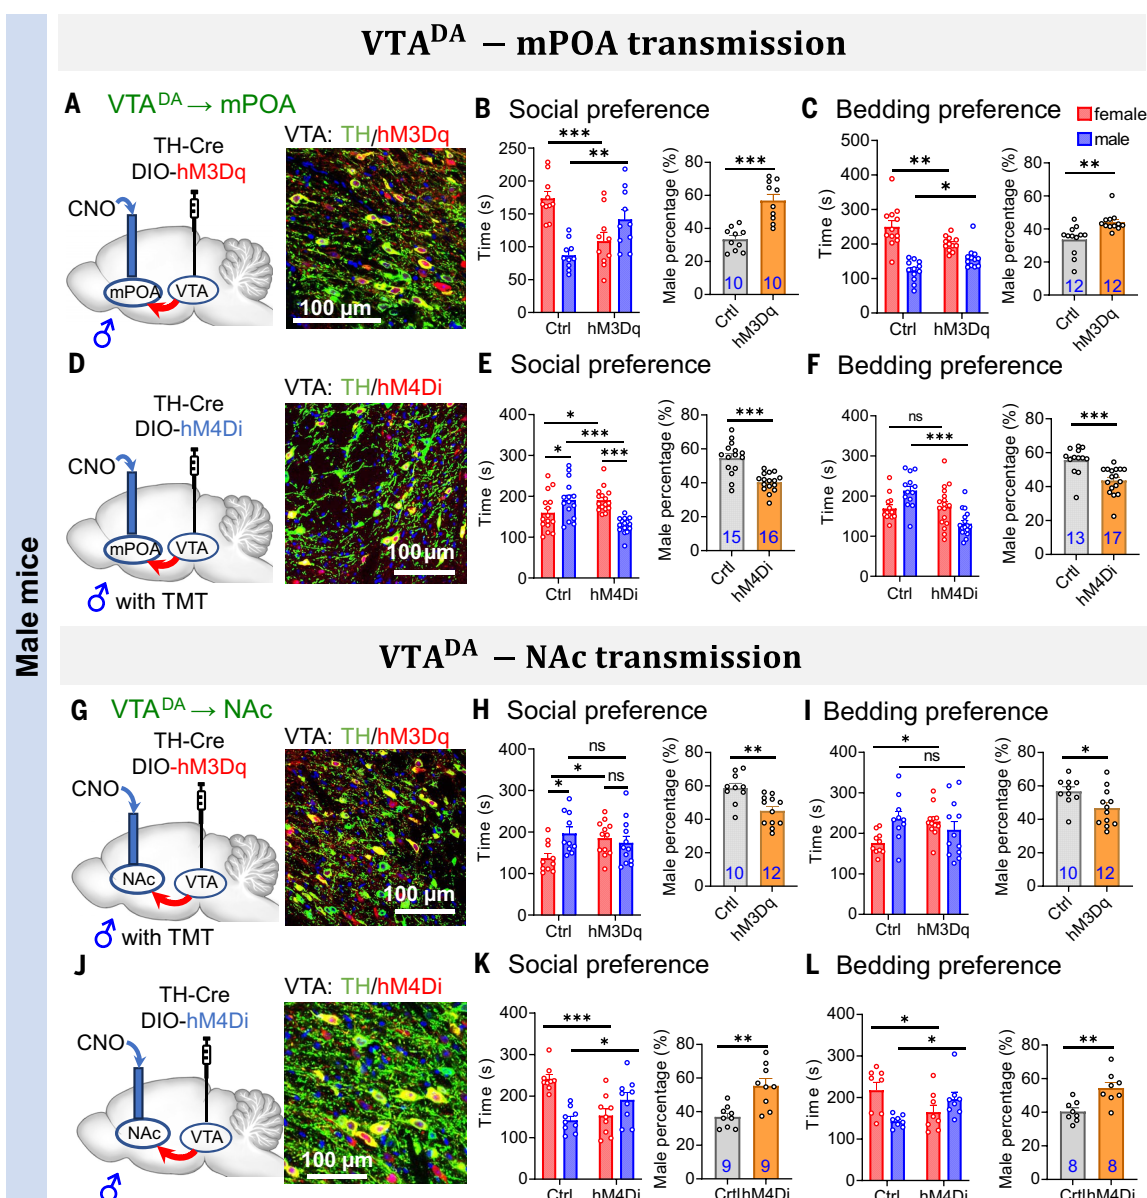 Male mice
VTA^DA – mPOA transmission
A VTA^DA → mPOA
TH-Cre
DIO-hM3Dq
CNO
mPOA
VTA
♂
VTA: TH/hM3Dq
100 µm
B Social preference
Time (s)
250
200
150
100
50
0
*** 
**
Ctrl hM3Dq
Male percentage (%)
80
60
40
20
0
***
10 10
Crtl hM3Dq
C Bedding preference
female
male
Time (s)
500
400
300
200
100
0
**
*
Ctrl hM3Dq
Male percentage (%)
80
60
40
20
0
**
12 12
Crtl hM3Dq
D
TH-Cre
DIO-hM4Di
CNO
mPOA
VTA
♂ with TMT
VTA: TH/hM4Di
100 µm
E Social preference
Time (s)
400
300
200
100
0
*
***
* ***
Ctrl hM4Di
Male percentage (%)
80
60
40
20
0
***
15 16
Crtl hM4Di
F Bedding preference
Time (s)
400
300
200
100
0
ns
***
Ctrl hM4Di
Male percentage (%)
80
60
40
20
0
***
13 17
Crtl hM4Di
VTA^DA – NAc transmission
G VTA^DA → NAc
TH-Cre
DIO-hM3Dq
CNO
NAc
VTA
♂ with TMT
VTA: TH/hM3Dq
100 µm
H Social preference
Time (s)
400
300
200
100
0
ns
*
* ns
Ctrl hM3Dq
Male percentage (%)
80
60
40
20
0
**
10 12
Crtl hM3Dq
I Bedding preference
Time (s)
400
300
200
100
0
*
ns
Ctrl hM3Dq
Male percentage (%)
80
60
40
20
0
*
10 12
Crtl hM3Dq
J
TH-Cre
DIO-hM4Di
CNO
NAc
VTA
♂
VTA: TH/hM4Di
100 µm
K Social preference
Time (s)
400
300
200
100
0
***
*
Ctrl hM4Di
Male percentage (%)
80
60
40
20
0
**
9 9
Crtl hM4Di
L Bedding preference
Time (s)
400
300
200
100
0
*
*
Ctrl hM4Di
Male percentage (%)
80
60
40
20
0
**
8 8
Crtl hM4Di